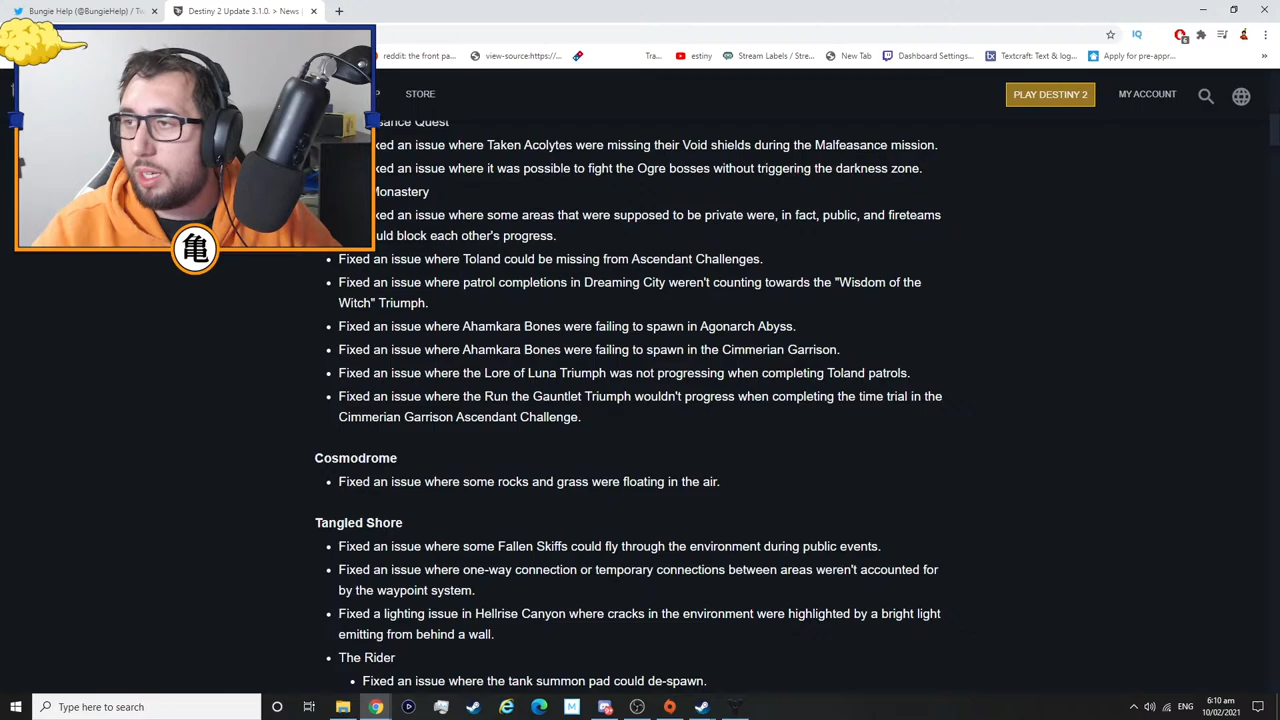 Bungie Help (@BungieHelp) / Tw
Destiny 2 Update 3.1.0. > News |
reddit: the front pa...
view-source:https://...
Tra...
estiny
Stream Labels / Stre...
New Tab
Dashboard Settings...
Textcraft: Text & log...
Apply for pre-appr...
STORE
PLAY DESTINY 2
MY ACCOUNT
sance Quest
ed an issue where Taken Acolytes were missing their Void shields during the Malfeasance mission.
ed an issue where it was possible to fight the Ogre bosses without triggering the darkness zone.
Monastery
ed an issue where some areas that were supposed to be private were, in fact, public, and fireteams
uld block each other's progress.
Fixed an issue where Toland could be missing from Ascendant Challenges.
Fixed an issue where patrol completions in Dreaming City weren't counting towards the "Wisdom of the
Witch" Triumph.
Fixed an issue where Ahamkara Bones were failing to spawn in Agonarch Abyss.
Fixed an issue where Ahamkara Bones were failing to spawn in the Cimmerian Garrison.
Fixed an issue where the Lore of Luna Triumph was not progressing when completing Toland patrols.
Fixed an issue where the Run the Gauntlet Triumph wouldn't progress when completing the time trial in the
Cimmerian Garrison Ascendant Challenge.
Cosmodrome
Fixed an issue where some rocks and grass were floating in the air.
Tangled Shore
Fixed an issue where some Fallen Skiffs could fly through the environment during public events.
Fixed an issue where one-way connection or temporary connections between areas weren't accounted for
by the waypoint system.
Fixed a lighting issue in Hellrise Canyon where cracks in the environment were highlighted by a bright light
emitting from behind a wall.
The Rider
Fixed an issue where the tank summon pad could de-spawn.
亀
Type here to search
ENG
6:10 pm
10/02/2021